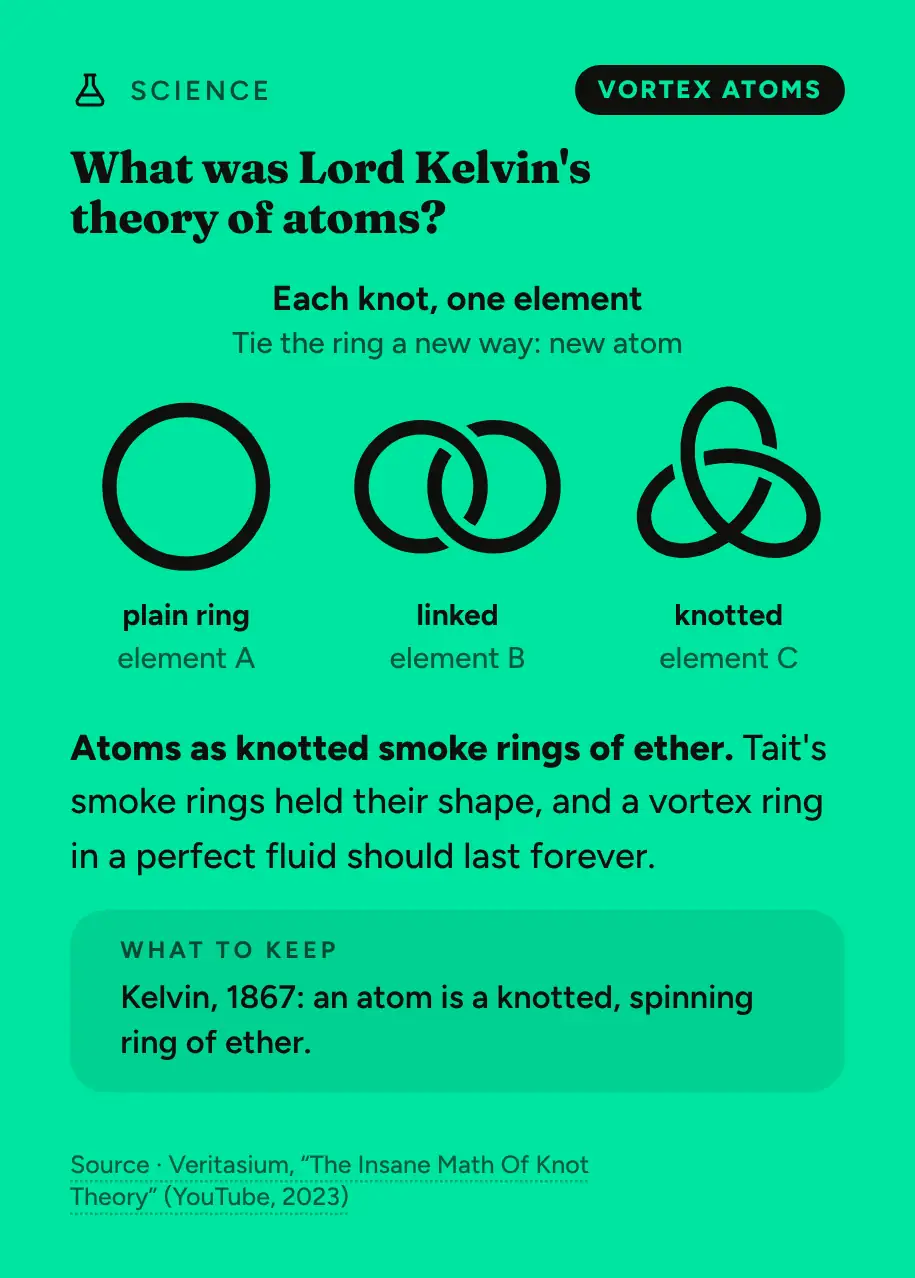 SCIENCE
VORTEX ATOMS
What was Lord Kelvin's
theory of atoms?
Each knot, one element
Tie the ring a new way: new atom
plain ring
element A
linked
element B
knotted
element C
Atoms as knotted smoke rings of ether. Tait's
smoke rings held their shape, and a vortex ring
in a perfect fluid should last forever.
WHAT TO KEEP
Kelvin, 1867: an atom is a knotted, spinning
ring of ether.
Source · Veritasium, “The Insane Math Of Knot
Theory” (YouTube, 2023)